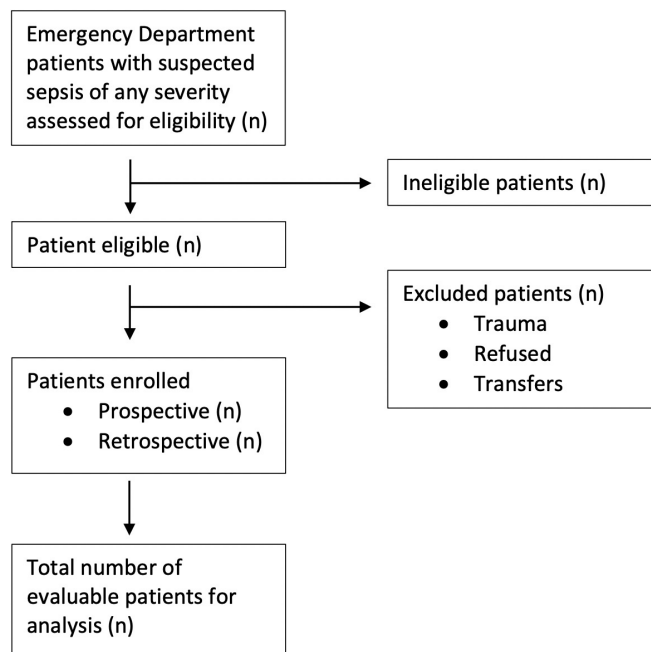 Emergency Department
patients with suspected
sepsis of any severity
assessed for eligibility (n)
Ineligible patients (n)
Patient eligible (n)
Excluded patients (n)
• Trauma
• Refused
• Transfers
Patients enrolled
• Prospective (n)
• Retrospective (n)
Total number of
evaluable patients for
analysis (n)